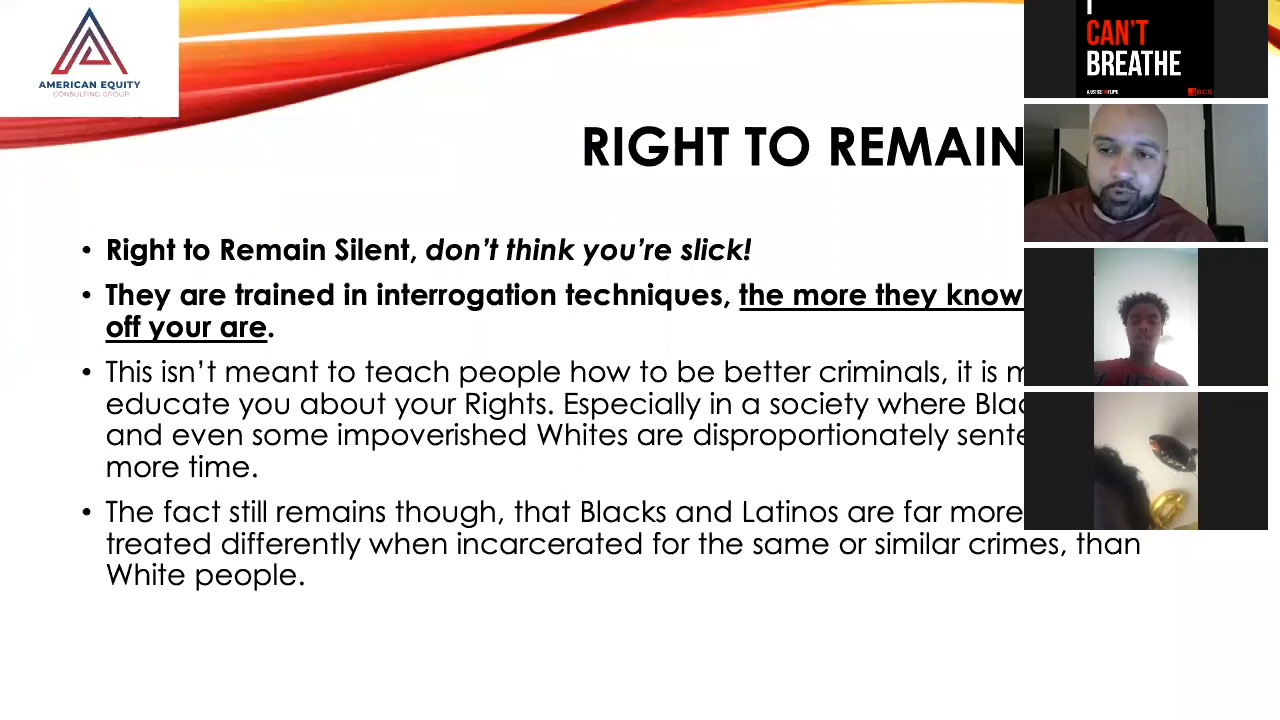 AMERICAN EQUITY
CONSULTING GROUP
I
CAN'T
BREATHE
BCG
RIGHT TO REMAIN
• Right to Remain Silent, don't think you're slick!
• They are trained in interrogation techniques, the more they know
off your are.
• This isn't meant to teach people how to be better criminals, it is
educate you about your Rights. Especially in a society where
and even some impoverished Whites are disproportionately
more time.
• The fact still remains though, that Blacks and Latinos are far more
treated differently when incarcerated for the same or similar crimes, than
White people.